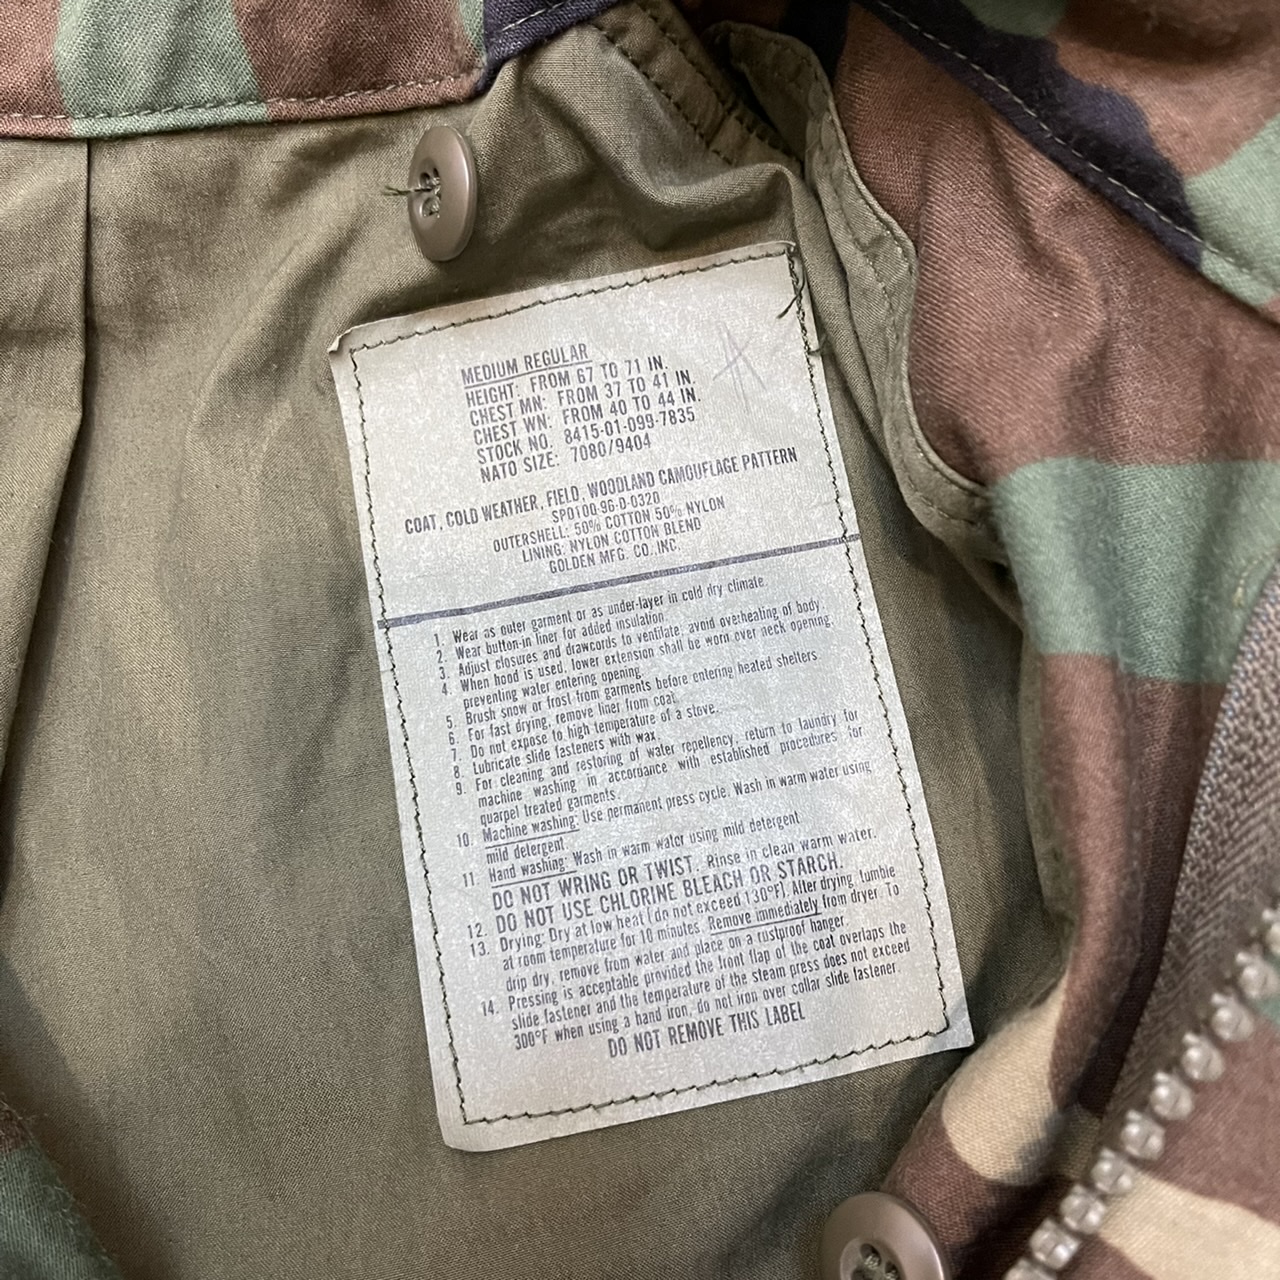 MEDIUM REGULAR
HEIGHT: FROM 67 TO 71 IN.
CHEST MN: FROM 37 TO 41 IN.
CHEST WN: FROM 40 TO 44 IN.
STOCK NO. 8415-01-099-7835
NATO SIZE: 7080/9404
COAT, COLD WEATHER, FIELD, WOODLAND CAMOUFLAGE PATTERN
SPO100-96-D-0320
OUTERSHELL: 50% COTTON 50% NYLON
LINING: NYLON COTTON BLEND
GOLDEN MFG. CO. INC.
1. Wear as outer garment or as under-layer in cold dry climate.
2. Wear button-in liner for added insulation.
3. Adjust closures and drawcords to ventilate, avoid overheating of body.
4. When hood is used, lower extension shall be worn over neck opening,
preventing water entering opening.
5. Brush snow or frost from garments before entering heated shelters.
6. For fast drying, remove liner from coat.
7. Do not expose to high temperature of a stove.
8. Lubricate slide fasteners with wax.
9. For cleaning and restoring of water repellency, return to laundry for
machine washing in accordance with established procedures for
quarpel treated garments.
10. Machine washing: Use permanent press cycle. Wash in warm water using
mild detergent.
11. Hand washing: Wash in warm water using mild detergent
DO NOT WRING OR TWIST. Rinse in clean warm water.
12. DO NOT USE CHLORINE BLEACH OR STARCH.
13. Drying: Dry at low heat (do not exceed 130°F). After drying, tumble
at room temperature for 10 minutes. Remove immediately from dryer. To
drip dry, remove from water and place on a rustproof hanger.
14. Pressing is acceptable provided the front flap of the coat overlaps the
slide fastener and the temperature of the steam press does not exceed
300°F when using a hand iron, do not iron over collar slide fastener.
DO NOT REMOVE THIS LABEL